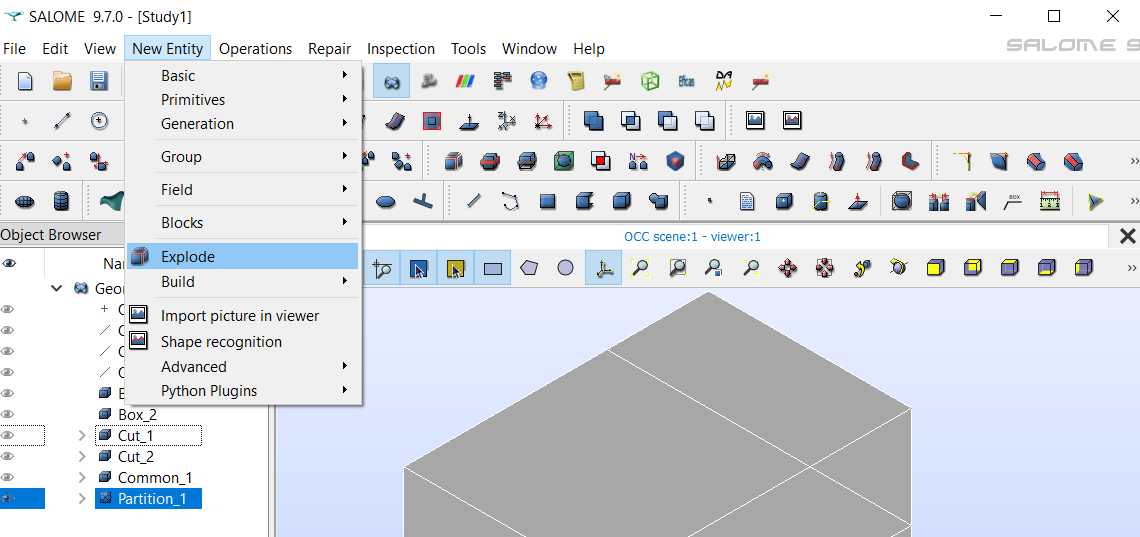 SALOME 9.7.0 - [Study1]
File Edit View New Entity Operations Repair Inspection Tools Window Help
SALOME 9
Basic
Primitives
Generation
Group
Field
Blocks
Explode
Build
Import picture in viewer
Shape recognition
Advanced
Python Plugins
Eficas
N
BOX
Object Browser
OCC scene:1 - viewer:1
Na
Geo
Box_2
Cut_1
Cut_2
Common_1
Partition_1